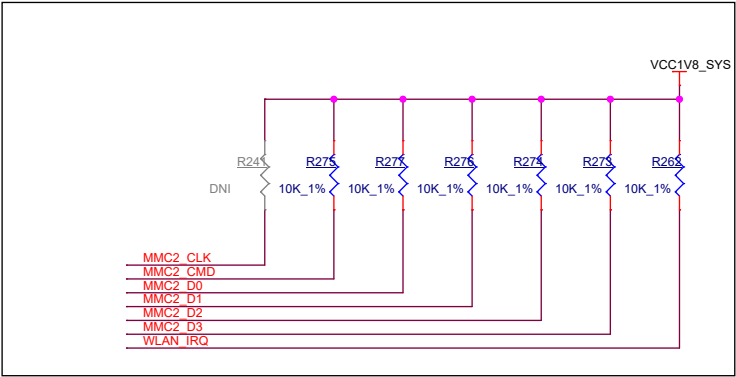 VCC1V8_SYS
R241 R275 R277 R276 R274 R273 R262
DNI 10K_1% 10K_1% 10K_1% 10K_1% 10K_1% 10K_1%
MMC2_CLK
MMC2_CMD
MMC2_D0
MMC2_D1
MMC2_D2
MMC2_D3
WLAN_IRQ